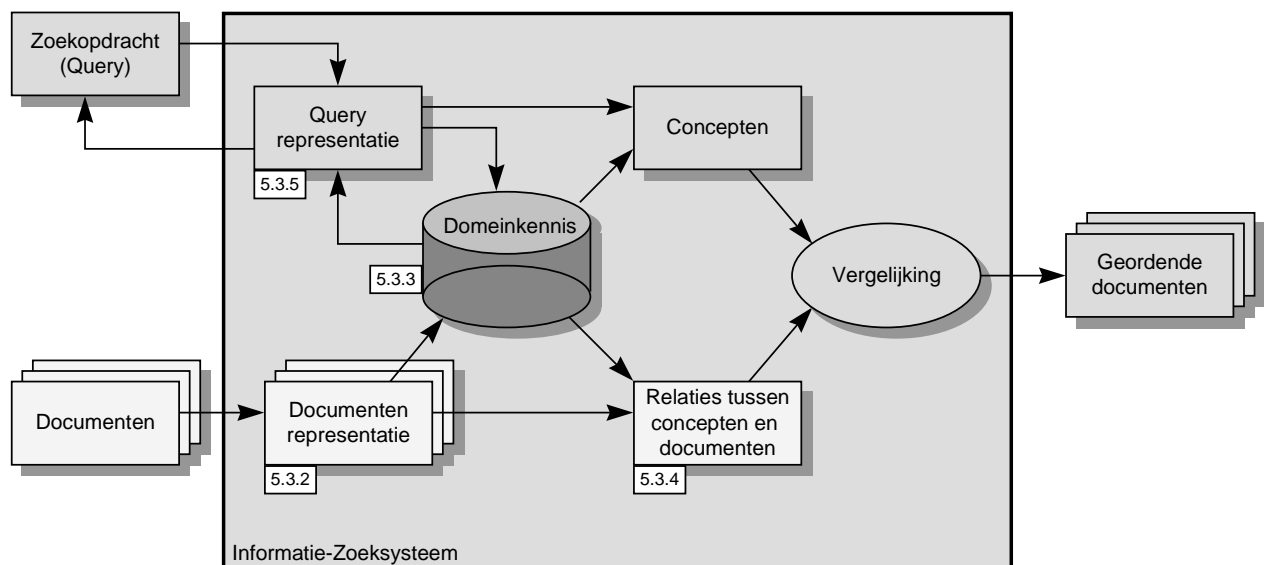 Zoekopdracht
(Query)
Query
representatie
5.3.5
Concepten
Domeinkennis
5.3.3
Vergelijking
Geordende
documenten
Documenten
Documenten
representatie
5.3.2
Relaties tussen
concepten en
documenten
5.3.4
Informatie-Zoeksysteem